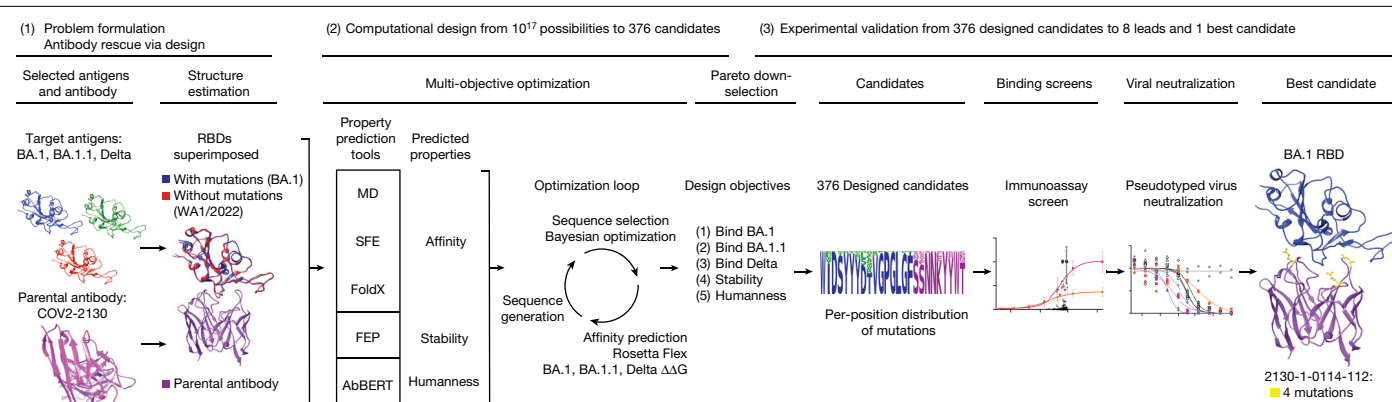 (1) Problem formulation
Antibody rescue via design
(2) Computational design from 10¹⁷ possibilities to 376 candidates
(3) Experimental validation from 376 designed candidates to 8 leads and 1 best candidate
Selected antigens
and antibody
Structure
estimation
Multi-objective optimization
Pareto down-
selection
Candidates
Binding screens
Viral neutralization
Best candidate
Target antigens:
BA.1, BA.1.1, Delta
Parental antibody:
COV2-2130
RBDs
superimposed
With mutations (BA.1)
Without mutations
(WA1/2022)
Parental antibody
Property
prediction
tools
MD
SFE
FoldX
FEP
AbBERT
Predicted
properties
Affinity
Stability
Humanness
Optimization loop
Sequence selection
Bayesian optimization
Sequence
generation
Affinity prediction
Rosetta Flex
BA.1, BA.1.1, Delta ΔΔG
Design objectives
(1) Bind BA.1
(2) Bind BA.1.1
(3) Bind Delta
(4) Stability
(5) Humanness
376 Designed candidates
Per-position distribution
of mutations
Immunoassay
screen
Pseudotyped virus
neutralization
BA.1 RBD
2130-1-0114-112:
4 mutations